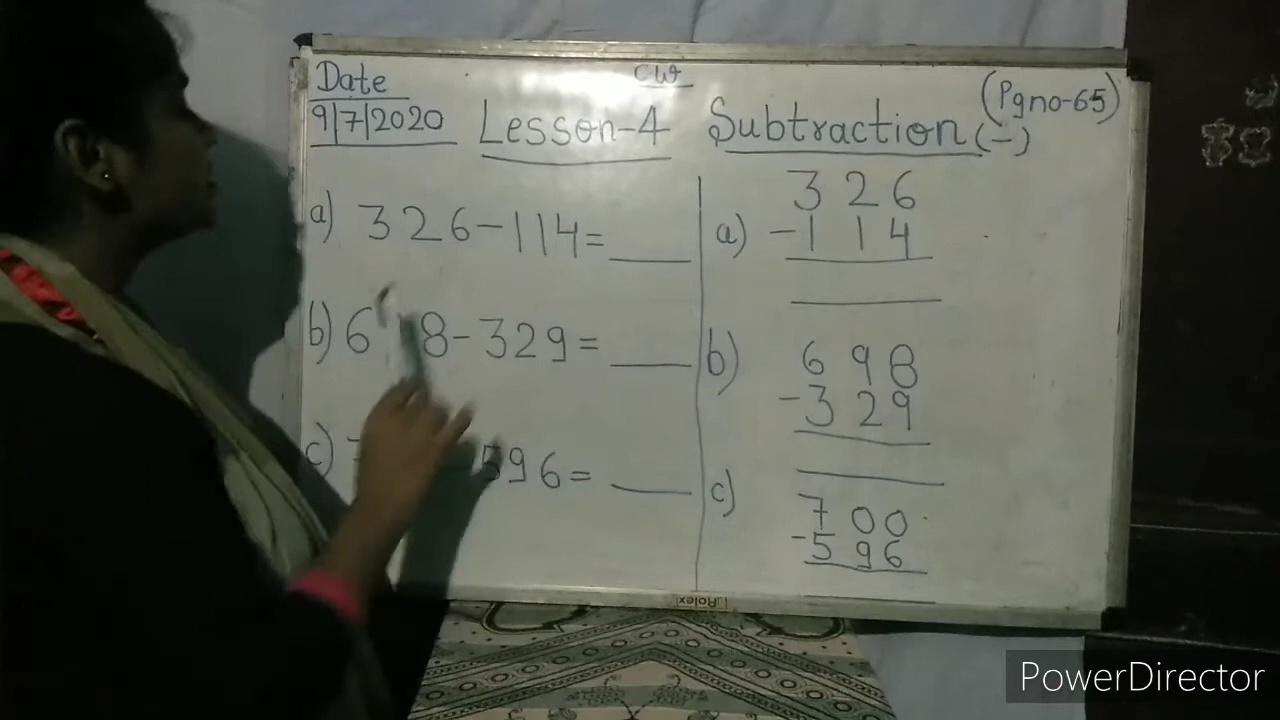 CW
Date
9/7/2020
Lesson-4 Subtraction (-)
(Pgno-65)
a) 326-114=
b) 6 8-329=
c) 596=
a) 326
-114
b) 698
-329
c) 700
-596
Rolex
PowerDirector